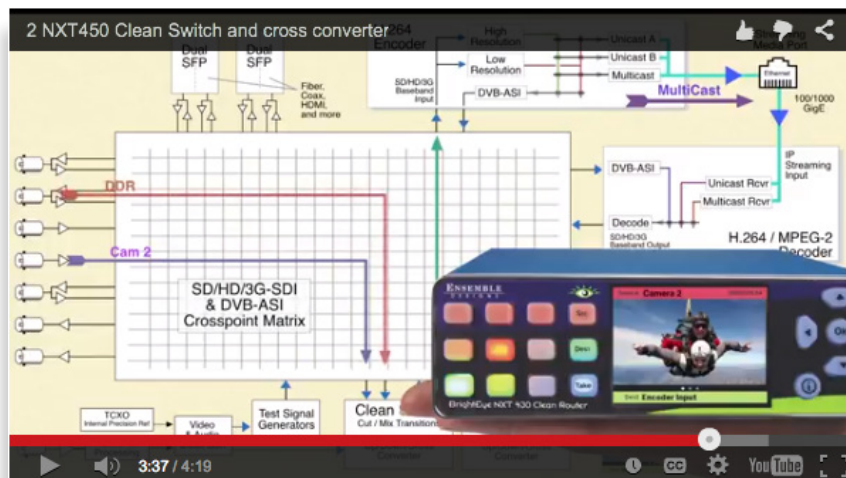 2 NXT450 Clean Switch and cross converter
Dual
SFP
Dual
SFP
Fiber,
Coax,
HDMI,
and more
H.264
Encoder
SD/HD/3G
Baseband
Input
High
Resolution
Low
Resolution
DVB-ASI
Unicast A
Unicast B
Multicast
Streaming
Media Port
Ethernet
MultiCast
100/1000
GigE
DDR
Cam 2
SD/HD/3G-SDI
& DVB-ASI
Crosspoint Matrix
DVB-ASI
IP
Streaming
Input
Unicast Rcvr
Multicast Rcvr
Decode
SD/HD/3G
Baseband Output
H.264 / MPEG-2
Decoder
ENSEMBLE
DESIGNS
Src
Dest
Take
Camera 2
Dest Encoder Input
OK
BrightEye NXT 430 Clean Router
TCXO
Internal Precision Ref
Video
Test Signal
Generators
Clean
Cut / Mix Transitions
3:37 / 4:19
CC
YouTube